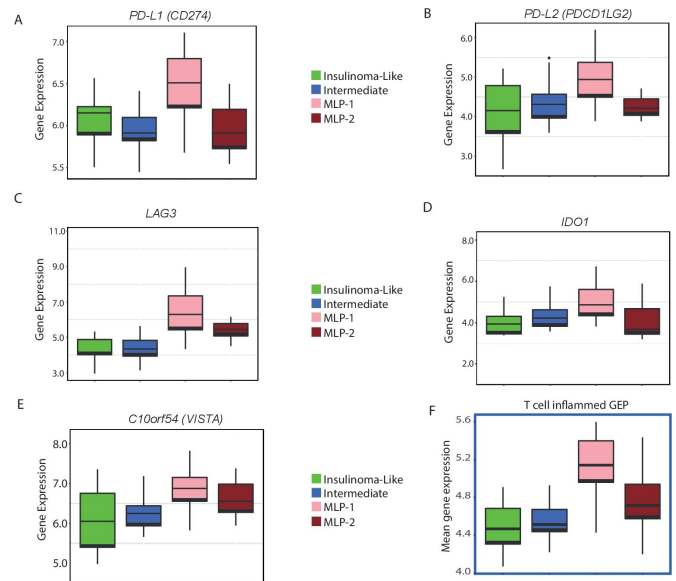 A
PD-L1 (CD274)
Gene Expression
7.0
6.5
6.0
5.5
Insulinoma-Like
Intermediate
MLP-1
MLP-2
B
PD-L2 (PDCD1LG2)
Gene Expression
6.0
5.0
4.0
3.0
C
LAG3
Gene Expression
11.0
9.0
7.0
5.0
3.0
Insulinoma-Like
Intermediate
MLP-1
MLP-2
D
IDO1
Gene Expression
8.0
6.0
4.0
2.0
E
C10orf54 (VISTA)
Gene Expression
8.0
7.0
6.0
5.0
Insulinoma-Like
Intermediate
MLP-1
MLP-2
F
T cell inflamed GEP
Mean gene expression
5.6
5.2
4.8
4.4
4.0